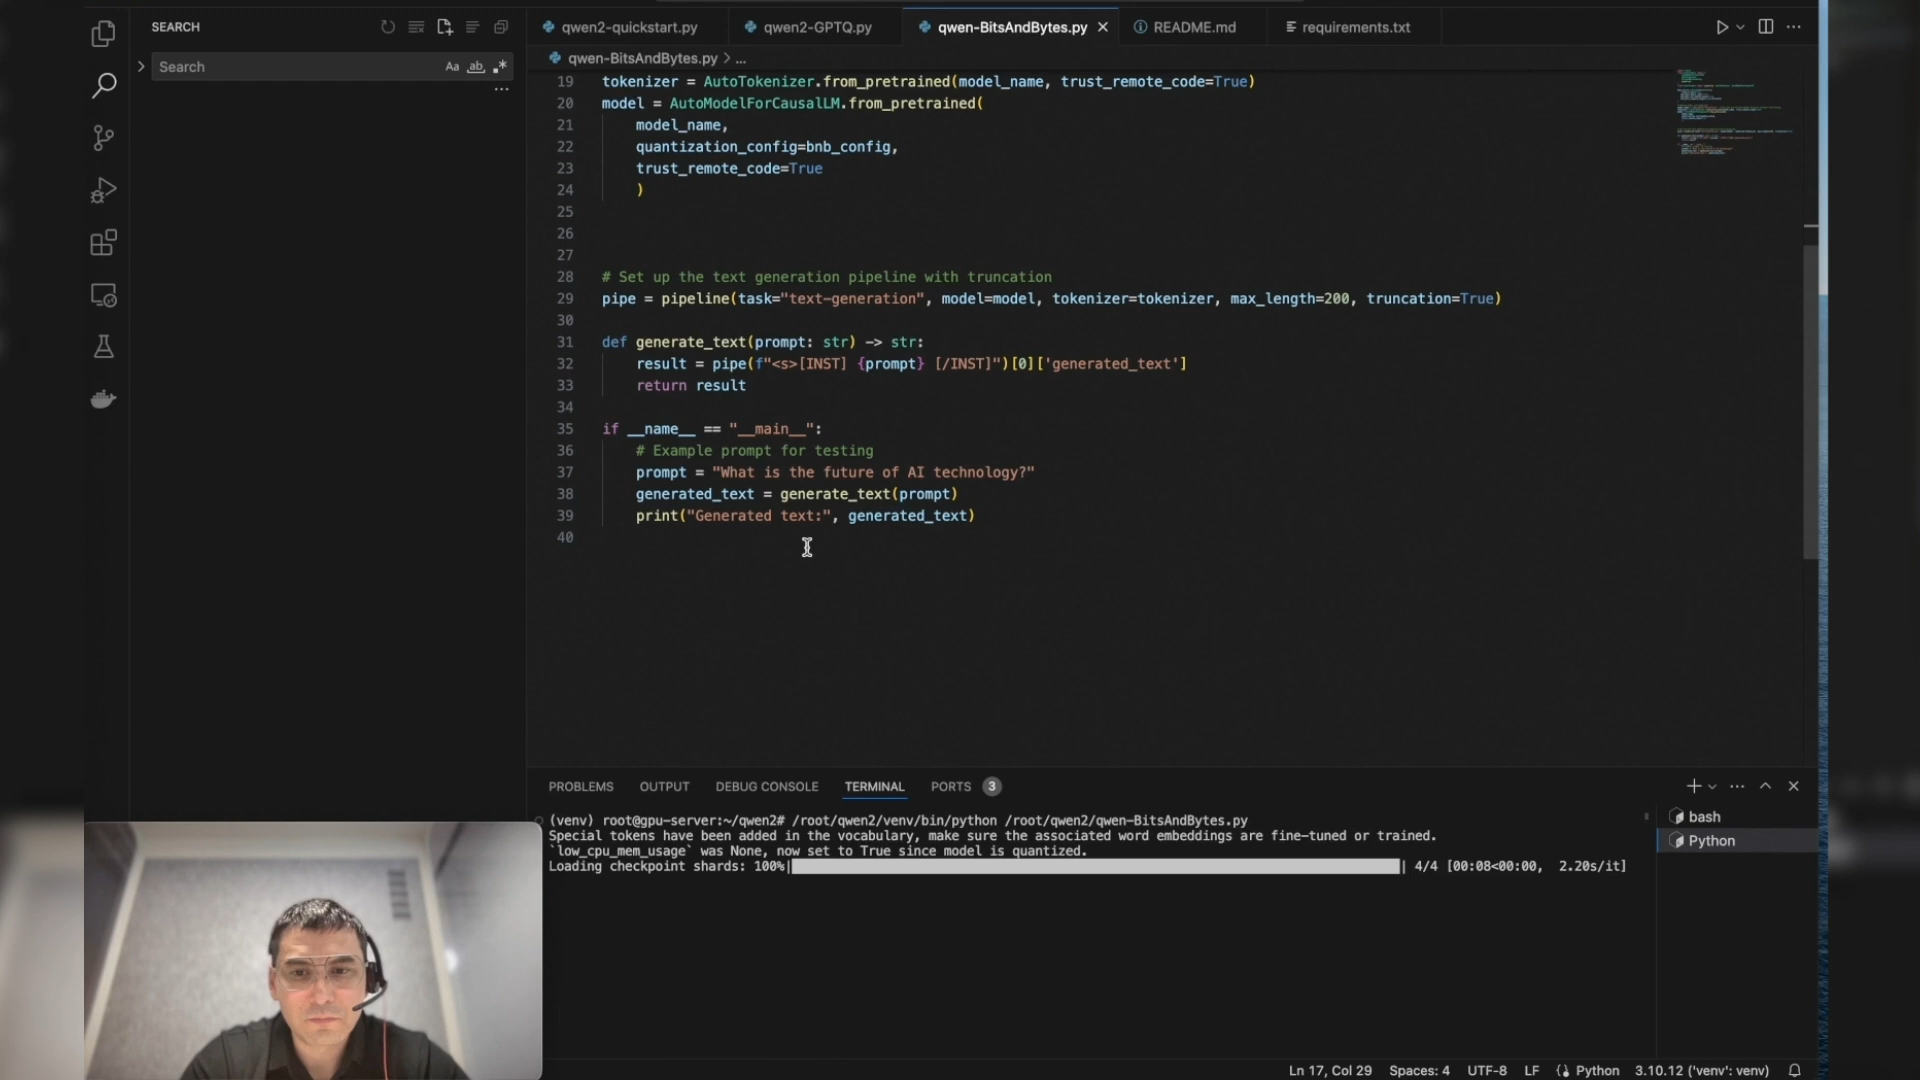 SEARCH
Search
Aa
ab
qwen2-quickstart.py
qwen2-GPTQ.py
qwen-BitsAndBytes.py
README.md
requirements.txt
qwen-BitsAndBytes.py > ...
19 tokenizer = AutoTokenizer.from_pretrained(model_name, trust_remote_code=True)
20 model = AutoModelForCausalLM.from_pretrained(
21 model_name,
22 quantization_config=bnb_config,
23 trust_remote_code=True
24 )
25
26
27
28 # Set up the text generation pipeline with truncation
29 pipe = pipeline(task="text-generation", model=model, tokenizer=tokenizer, max_length=200, truncation=True)
30
31 def generate_text(prompt: str) -> str:
32 result = pipe(f"<s>[INST] {prompt} [/INST]")[0]['generated_text']
33 return result
34
35 if __name__ == "__main__":
36 # Example prompt for testing
37 prompt = "What is the future of AI technology?"
38 generated_text = generate_text(prompt)
39 print("Generated text:", generated_text)
40
PROBLEMS OUTPUT DEBUG CONSOLE TERMINAL PORTS 3
(venv) root@gpu-server:~/qwen2# /root/qwen2/venv/bin/python /root/qwen2/qwen-BitsAndBytes.py
Special tokens have been added in the vocabulary, make sure the associated word embeddings are fine-tuned or trained.
`low_cpu_mem_usage` was None, now set to True since model is quantized.
Loading checkpoint shards: 100%| | 4/4 [00:08<00:00, 2.20s/it]
bash
Python
Ln 17, Col 29 Spaces: 4 UTF-8 LF Python 3.10.12 ('venv': venv)